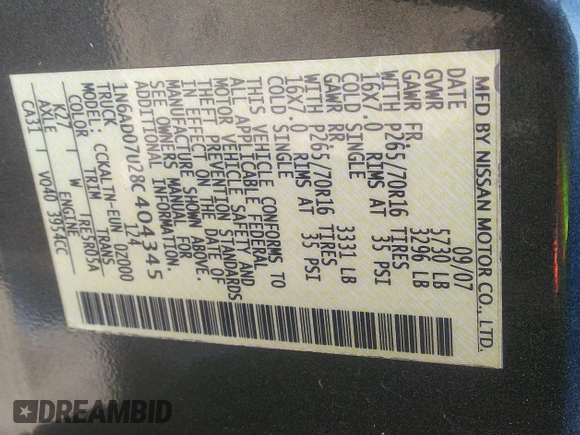 MFD BY NISSAN MOTOR CO., LTD.
DATE 09/07
GVWR 5730 LB
GAWR FR. 3296 LB
WITH P265/70R16 TIRES
16X7.0 RIMS AT 35 PSI
COLD SINGLE
GAWR RR. 3331 LB
WITH P265/70R16 TIRES
16X7.0 RIMS AT 35 PSI
COLD SINGLE
THIS VEHICLE CONFORMS TO
ALL APPLICABLE FEDERAL
MOTOR VEHICLE SAFETY AND
THEFT PREVENTION STANDARDS
IN EFFECT ON THE DATE OF
MANUFACTURE SHOWN ABOVE.
SEE OWNERS MANUAL FOR
ADDITIONAL INFORMATION. 174
1N6AD07U28C404345
TRUCK
MODEL: CCKALTN-EUN 02000
COLOR TRIM TRANS
K27 W RE5R05A
AXLE ENGINE
CA31 VQ40 3954CC
DREAMBID